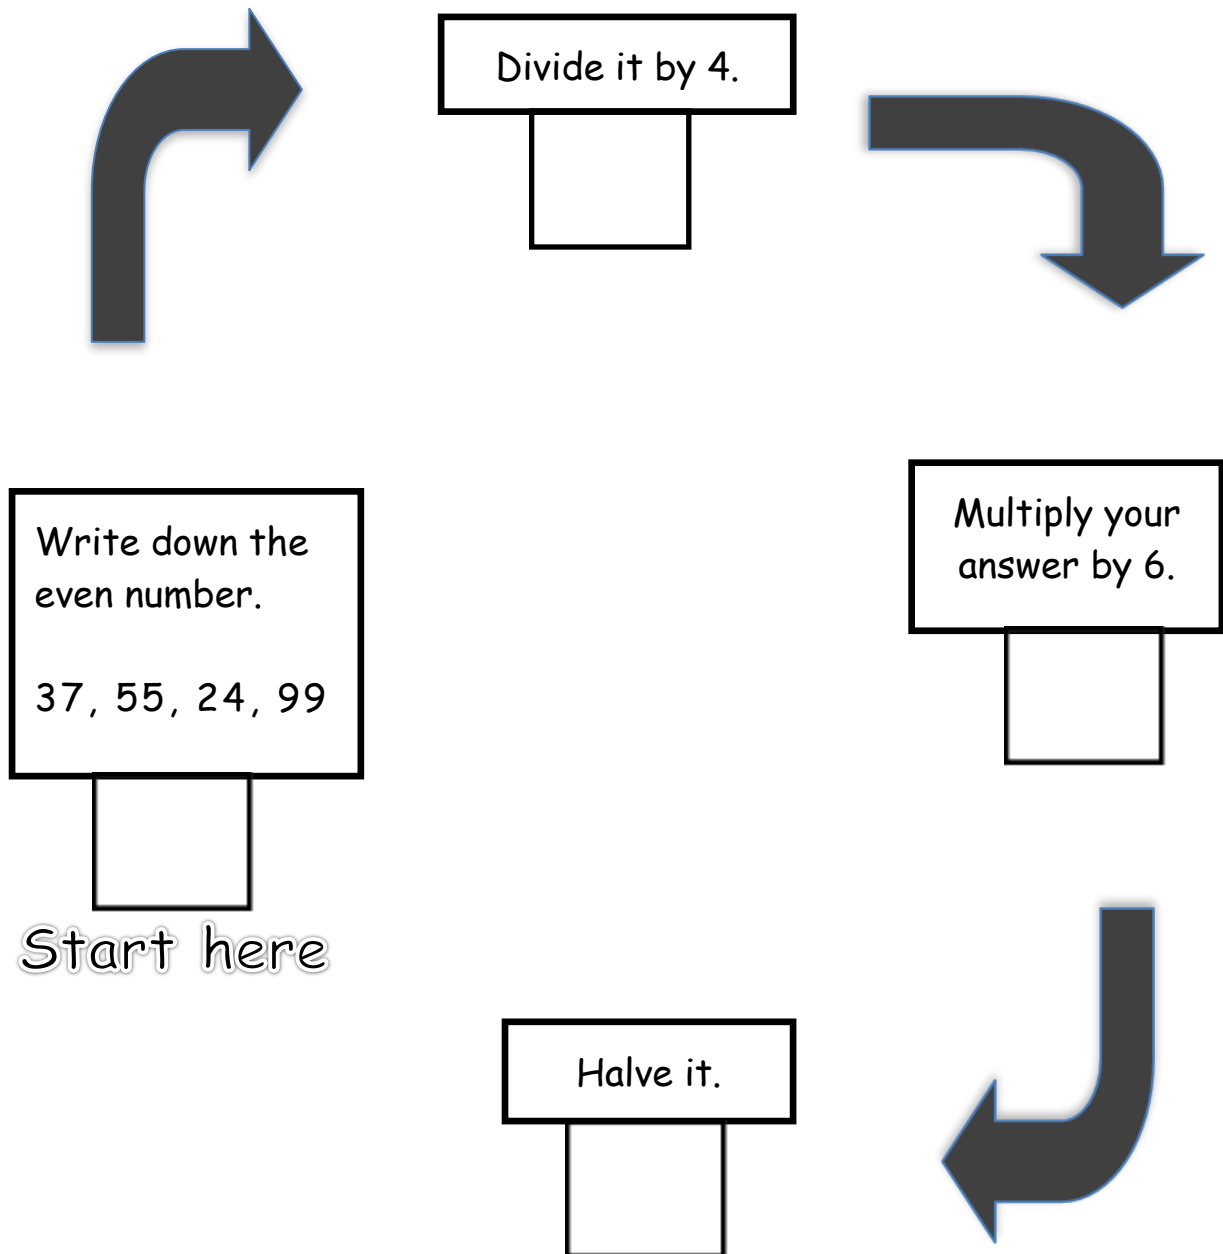 Divide it by 4.
Multiply your
answer by 6.
Write down the
even number.
37, 55, 24, 99
Start here
Halve it.